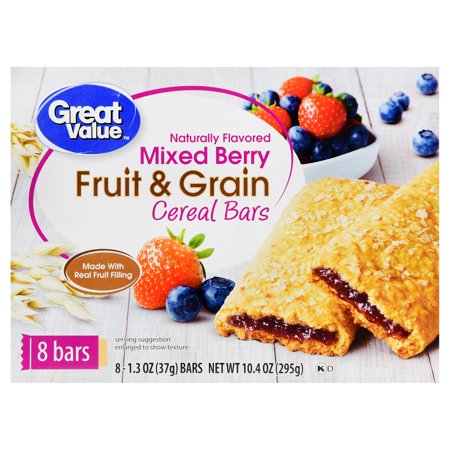 Great
Value™
Naturally Flavored
Mixed Berry
Fruit & Grain
Cereal Bars
Made With
Real Fruit Filling
8 bars
serving suggestion
enlarged to show texture
8 - 1.3 OZ (37g) BARS NET WT 10.4 OZ (295g)
K D